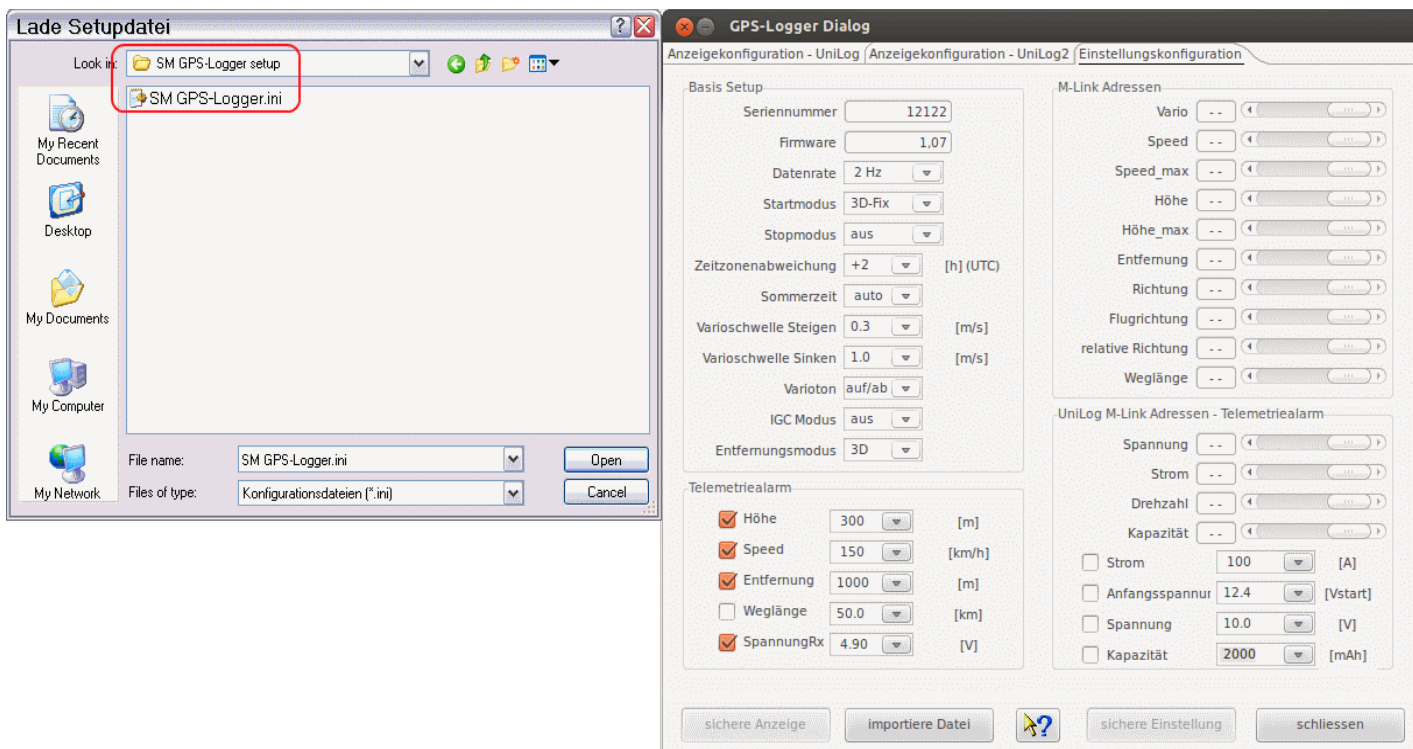 Lade Setupdatei
Look in: SM GPS-Logger setup
SM GPS-Logger.ini
My Recent
Documents
Desktop
My Documents
My Computer
My Network
File name: SM GPS-Logger.ini Open
Files of type: Konfigurationsdateien (*.ini) Cancel
GPS-Logger Dialog
Anzeigekonfiguration - UniLog Anzeigekonfiguration - UniLog2 Einstellungskonfiguration
Basis Setup
Seriennummer 12122
Firmware 1,07
Datenrate 2 Hz
Startmodus 3D-Fix
Stopmodus aus
Zeitzonenabweichung +2 [h] (UTC)
Sommerzeit auto
Varioschwelle Steigen 0.3 [m/s]
Varioschwelle Sinken 1.0 [m/s]
Varioton auf/ab
IGC Modus aus
Entfernungsmodus 3D
Telemetriealarm
Höhe 300 [m]
Speed 150 [km/h]
Entfernung 1000 [m]
Weglänge 50.0 [km]
SpannungRx 4.90 [V]
M-Link Adressen
Vario - -
Speed - -
Speed_max - -
Höhe - -
Höhe_max - -
Entfernung - -
Richtung - -
Flugrichtung - -
relative Richtung - -
Weglänge - -
UniLog M-Link Adressen - Telemetriealarm
Spannung - -
Strom - -
Drehzahl - -
Kapazität - -
Strom 100 [A]
Anfangsspannur 12.4 [Vstart]
Spannung 10.0 [V]
Kapazität 2000 [mAh]
sichere Anzeige importiere Datei ? sichere Einstellung schliessen